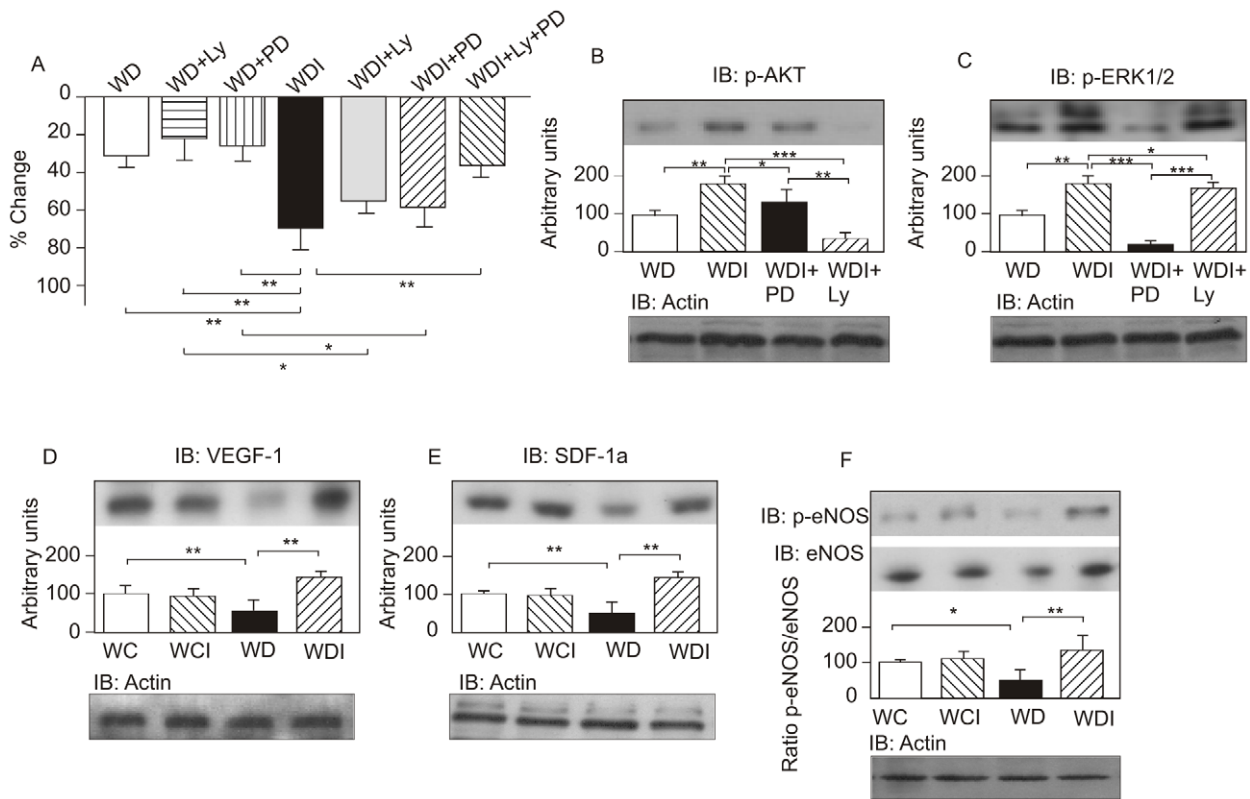 A
WD
WD+Ly
WD+PD
WDI
WDI+Ly
WDI+PD
WDI+Ly+PD
% Change
0
20
40
60
80
100
**
**
**
**
*
*
B
IB: p-AKT
Arbitrary units
200
100
0
**
***
*
**
WD
WDI
WDI+
PD
WDI+
Ly
IB: Actin
C
IB: p-ERK1/2
Arbitrary units
200
100
0
**
*
***
***
WD
WDI
WDI+
PD
WDI+
Ly
IB: Actin
D
IB: VEGF-1
Arbitrary units
200
100
0
**
**
WC
WCI
WD
WDI
IB: Actin
E
IB: SDF-1a
Arbitrary units
200
100
0
**
**
WC
WCI
WD
WDI
IB: Actin
F
IB: p-eNOS
IB: eNOS
Ratio p-eNOS/eNOS
200
100
0
*
**
WC
WCI
WD
WDI
IB: Actin